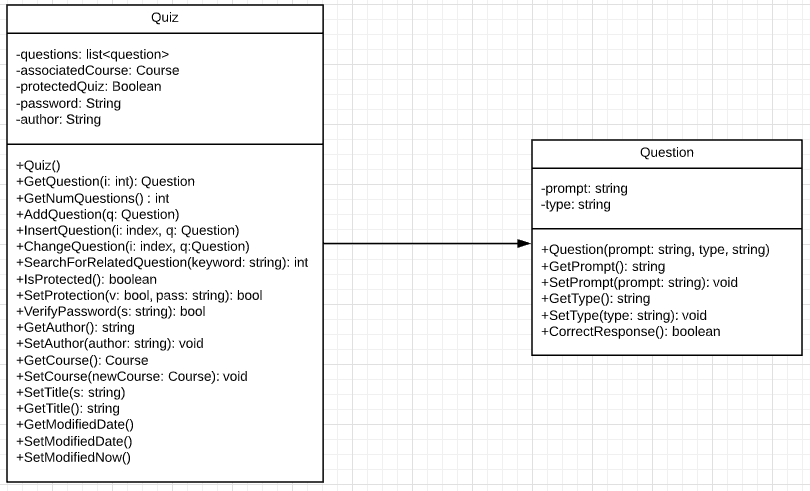 Quiz
-questions: list<question>
-associatedCourse: Course
-protectedQuiz: Boolean
-password: String
-author: String
+Quiz()
+GetQuestion(i: int): Question
+GetNumQuestions() : int
+AddQuestion(q: Question)
+InsertQuestion(i: index, q: Question)
+ChangeQuestion(i: index, q:Question)
+SearchForRelatedQuestion(keyword: string): int
+IsProtected(): boolean
+SetProtection(v: bool, pass: string): bool
+VerifyPassword(s: string): bool
+GetAuthor(): string
+SetAuthor(author: string): void
+GetCourse(): Course
+SetCourse(newCourse: Course): void
+SetTitle(s: string)
+GetTitle(): string
+GetModifiedDate()
+SetModifiedDate()
+SetModifiedNow()
Question
-prompt: string
-type: string
+Question(prompt: string, type, string)
+GetPrompt(): string
+SetPrompt(prompt: string): void
+GetType(): string
+SetType(type: string): void
+CorrectResponse(): boolean